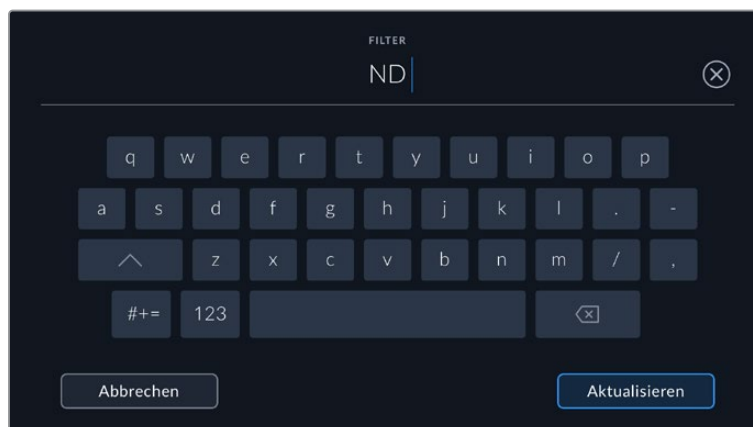 FILTER
ND
q w e r t y u i o p
a s d f g h j k l . -
z x c v b n m / ,
#+= 123
Abbrechen Aktualisieren